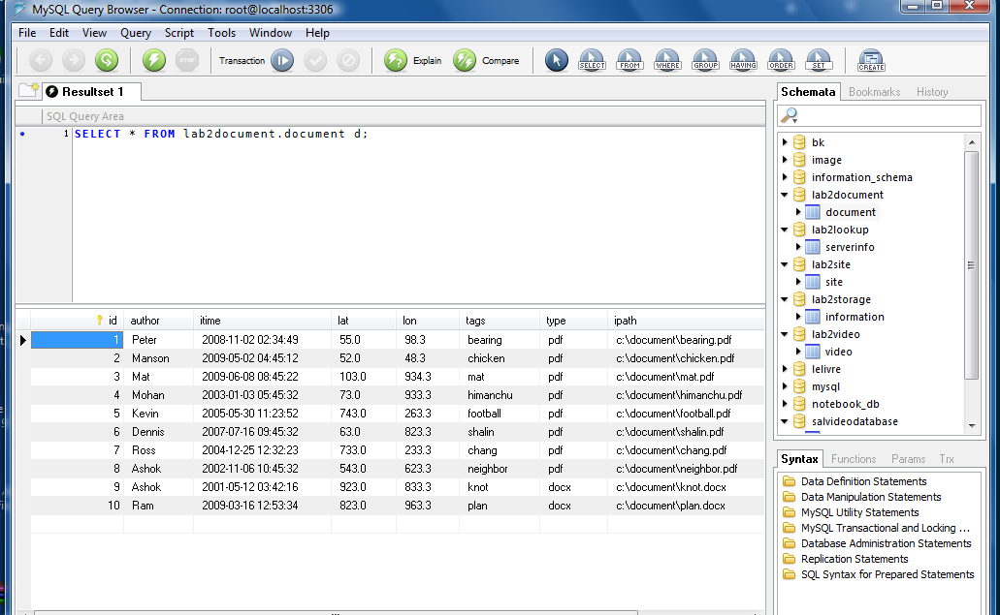 MySQL Query Browser - Connection: root@localhost:3306
File Edit View Query Script Tools Window Help
STOP Transaction Explain Compare SELECT FROM WHERE GROUP HAVING ORDER SET CREATE
Resultset 1
SQL Query Area
1 SELECT * FROM lab2document.document d;
id author itime lat lon tags type ipath
1 Peter 2008-11-02 02:34:49 55.0 98.3 bearing pdf c:\document\bearing.pdf
2 Manson 2009-05-02 04:45:12 52.0 48.3 chicken pdf c:\document\chicken.pdf
3 Mat 2009-06-08 08:45:22 103.0 934.3 mat pdf c:\document\mat.pdf
4 Mohan 2003-01-03 05:45:32 73.0 933.3 himanchu pdf c:\document\himanchu.pdf
5 Kevin 2005-05-30 11:23:52 743.0 263.3 football pdf c:\document\football.pdf
6 Dennis 2007-07-16 09:45:32 63.0 823.3 shalin pdf c:\document\shalin.pdf
7 Ross 2004-12-25 12:32:23 733.0 233.3 chang pdf c:\document\chang.pdf
8 Ashok 2002-11-06 10:45:32 543.0 623.3 neighbor pdf c:\document\neighbor.pdf
9 Ashok 2001-05-12 03:42:16 923.0 833.3 knot docx c:\document\knot.docx
10 Ram 2009-03-16 12:53:34 823.0 963.3 plan docx c:\document\plan.docx
Schemata Bookmarks History
bk
image
information_schema
lab2document
document
lab2lookup
serverinfo
lab2site
site
lab2storage
information
lab2video
video
lelivre
mysql
notebook_db
salvideodatabase
Syntax Functions Params Trx
Data Definition Statements
Data Manipulation Statements
MySQL Utility Statements
MySQL Transactional and Locking ...
Database Administration Statements
Replication Statements
SQL Syntax for Prepared Statements